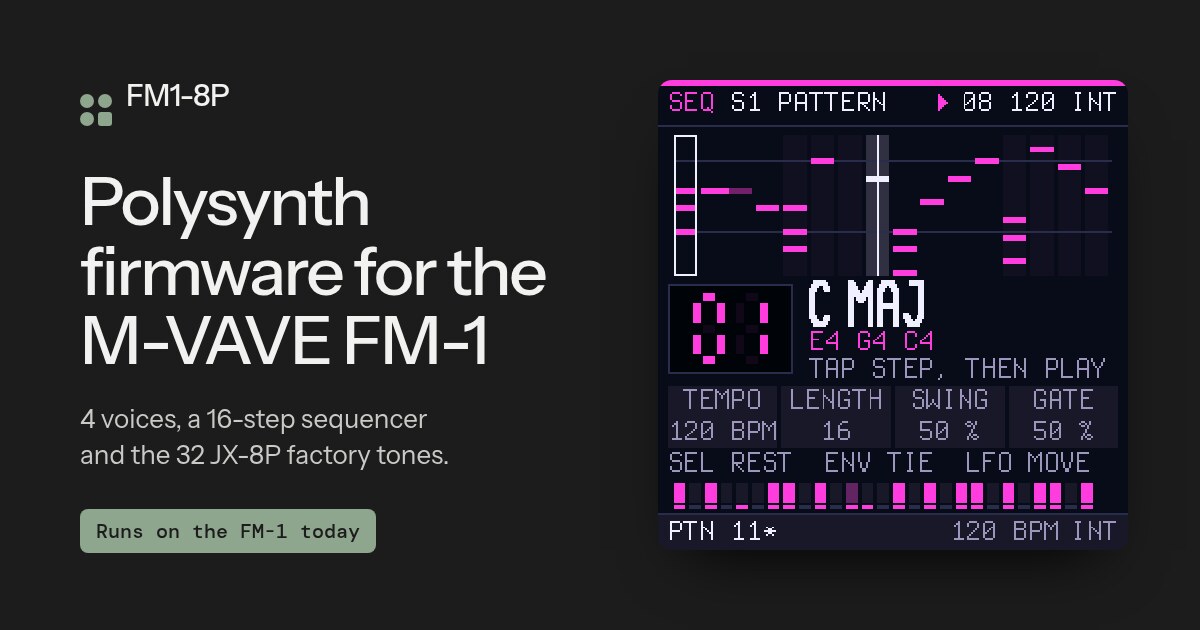 FM1-8P
Polysynth
firmware for the
M-VAVE FM-1
4 voices, a 16-step sequencer
and the 32 JX-8P factory tones.
Runs on the FM-1 today
SEQ S1 PATTERN 08 120 INT
01
C MAJ
E4 G4 C4
TAP STEP, THEN PLAY
TEMPO LENGTH SWING GATE
120 BPM 16 50 % 50 %
SEL REST ENV TIE LFO MOVE
PTN 11* 120 BPM INT